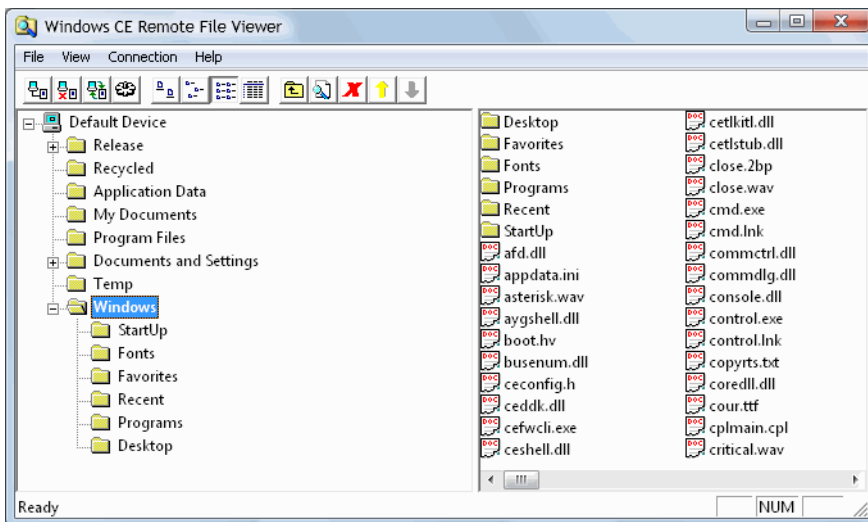 Windows CE Remote File Viewer
File View Connection Help
Default Device
Release
Recycled
Application Data
My Documents
Program Files
Documents and Settings
Temp
Windows
StartUp
Fonts
Favorites
Recent
Programs
Desktop
Desktop
Favorites
Fonts
Programs
Recent
StartUp
afd.dll
appdata.ini
asterisk.wav
aygshell.dll
boot.hv
busenum.dll
ceconfig.h
ceddk.dll
cefwcli.exe
ceshell.dll
cetlkitl.dll
cetlstub.dll
close.2bp
close.wav
cmd.exe
cmd.lnk
commctrl.dll
commdlg.dll
console.dll
control.exe
control.lnk
copyrts.txt
coredll.dll
cour.ttf
cplmain.cpl
critical.wav
Ready
NUM